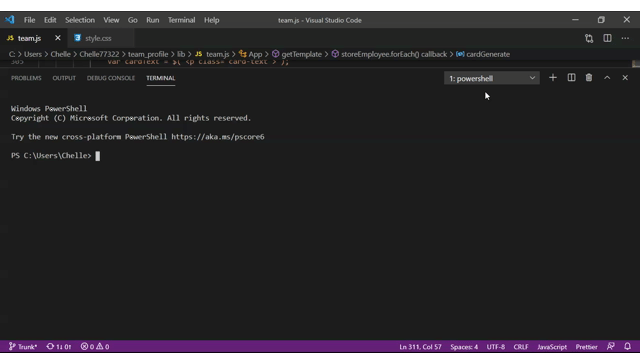 File Edit Selection View Go Run Terminal Help team.js - Visual Studio Code
JS team.js style.css
C: > Users > Chelle > Chelle77322 > team_profile > lib > JS team.js > App > getTemplate > storeEmployee.forEach() callback > cardGenerate
305 var cardText = $(`<p class="card-text">`);
PROBLEMS OUTPUT DEBUG CONSOLE TERMINAL 1: powershell
Windows PowerShell
Copyright (C) Microsoft Corporation. All rights reserved.
Try the new cross-platform PowerShell https://aka.ms/pscore6
PS C:\Users\Chelle>
Trunk* 1↓ 0↑ 0 0 Ln 311, Col 57 Spaces: 4 UTF-8 CRLF JavaScript Prettier